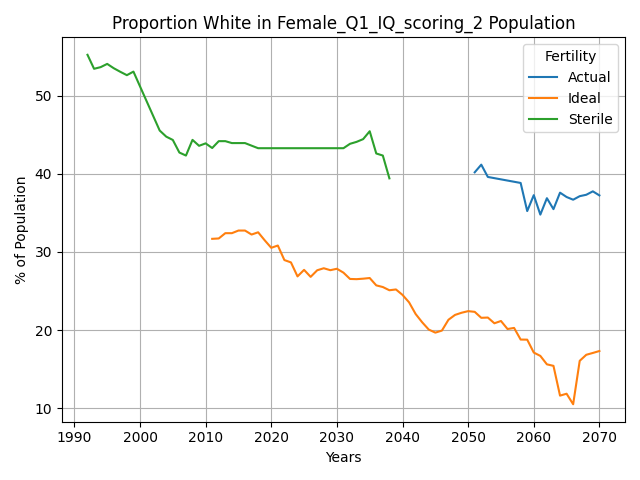 Proportion White in Female_Q1_IQ_scoring_2 Population
Fertility
Actual
Ideal
Sterile
% of Population
50
40
30
20
10
1990 2000 2010 2020 2030 2040 2050 2060 2070
Years